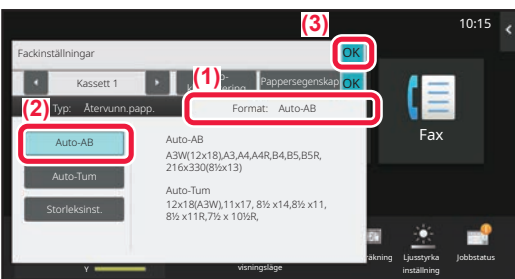 (3)
10:15
Fackinställningar
OK
(1)
Kassett 1
Pappersegenskap
OK
(2)
Typ: Återvunn.papp.
Format: Auto-AB
Auto-AB
Auto-Tum
Storleksinst.
Auto-AB
A3W(12x18),A3,A4,A4R,B4,B5,B5R,
216x330(8½x13)
Auto-Tum
12x18(A3W),11x17, 8½ x14,8½ x11,
8½ x11R,7½ x 10½R,
Fax
Y
visningsläge
Ljusstyrka
inställning
Jobbstatus